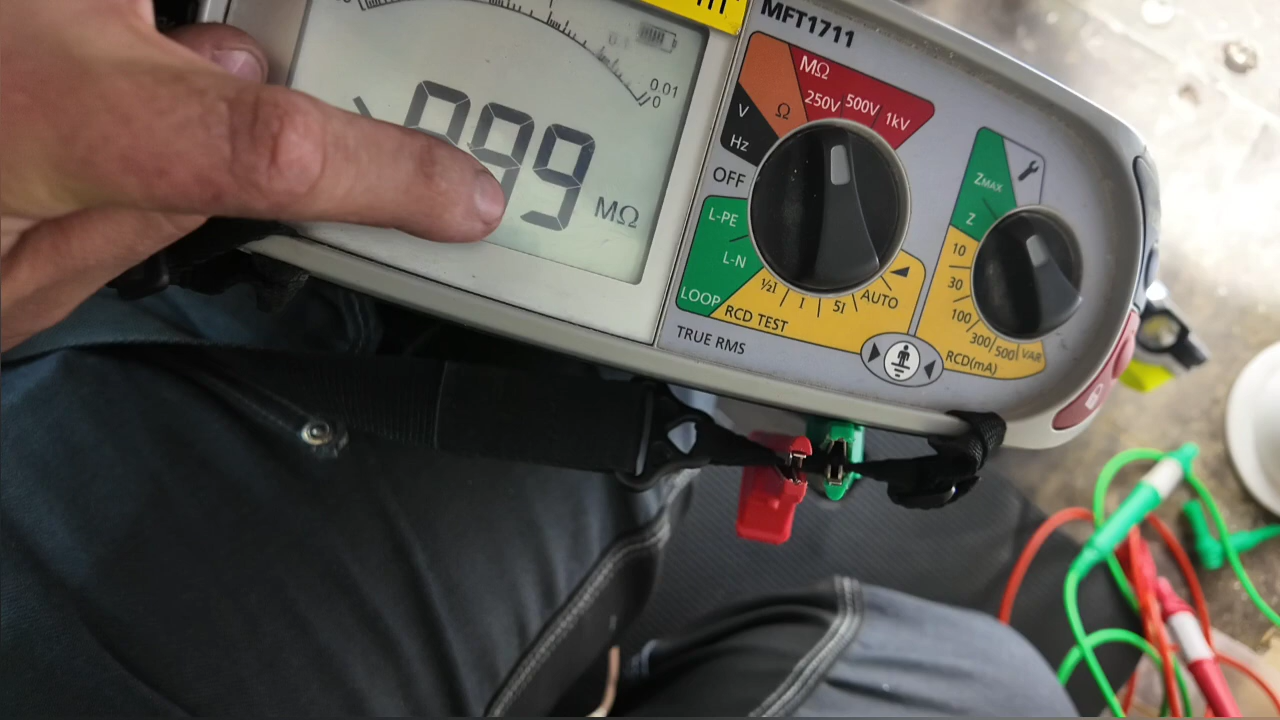 MFT1711
0.01
0
999
MΩ
MΩ
250V 500V 1kV
Ω
V
Hz
OFF
L-PE
L-N
LOOP
½I I 5I AUTO
RCD TEST
TRUE RMS
ZMAX
Z
10
30
100
300/500
VAR
RCD(mA)